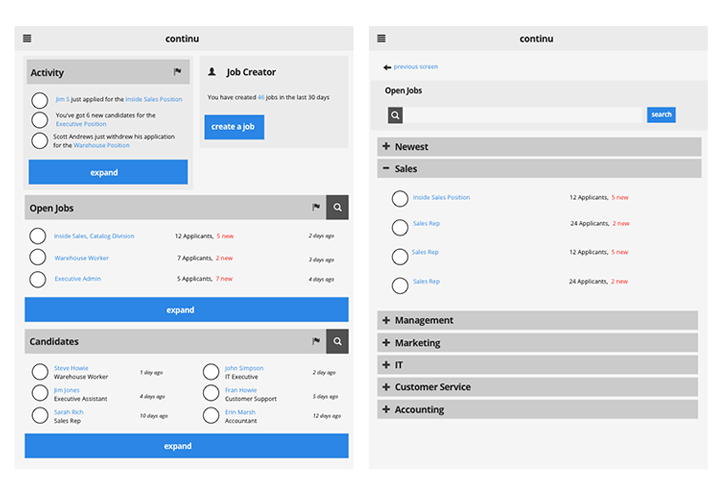 continu
Activity
Jim S just applied for the Inside Sales Position
You've got 6 new candidates for the
Executive Position
Scott Andrews just withdrew his application
for the Warehouse Position
expand
Job Creator
You have created 46 jobs in the last 30 days
create a job
Open Jobs
Inside Sales, Catalog Division 12 Applicants, 5 new 2 days ago
Warehouse Worker 7 Applicants, 2 new 3 days ago
Executive Admin 5 Applicants, 7 new 4 days ago
expand
Candidates
Steve Howie
Warehouse Worker 1 day ago
John Simpson
IT Executive 2 day ago
Jim Jones
Executive Assistant 4 days ago
Fran Howie
Customer Support 5 days ago
Sarah Rich
Sales Rep 10 days ago
Erin Marsh
Accountant 12 days ago
expand
continu
previous screen
Open Jobs
search
Newest
Sales
Inside Sales Position 12 Applicants, 5 new
Sales Rep 24 Applicants, 2 new
Sales Rep 12 Applicants, 5 new
Sales Rep 24 Applicants, 2 new
Management
Marketing
IT
Customer Service
Accounting